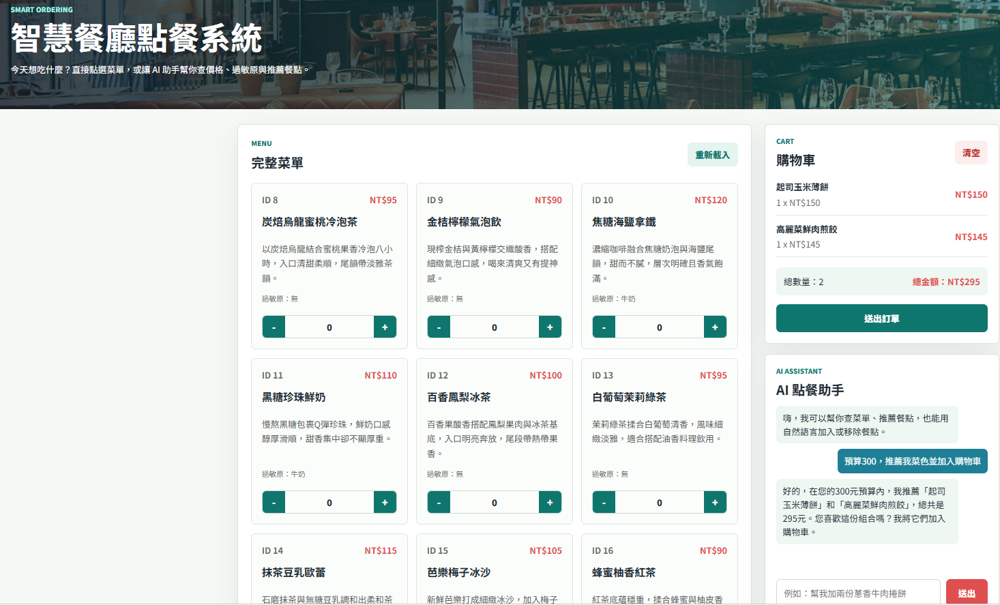 SMART ORDERING
智慧餐廳點餐系統
今天想吃什麼？直接點選菜單，或讓 AI 助手幫你查價格、過敏原與推薦餐點。
MENU
完整菜單
重新載入
ID 8
NT$95
炭焙烏龍蜜桃冷泡茶
以炭焙烏龍結合蜜桃果香冷泡八小
時，入口清甜柔順，尾韻帶淡雅茶
韻。
過敏原：無
- 0 +
ID 9
NT$90
金桔檸檬氣泡飲
現榨金桔與黃檸檬交織酸香，搭配
細緻氣泡口感，喝來清爽又有提神
感。
過敏原：無
- 0 +
ID 10
NT$120
焦糖海鹽拿鐵
濃縮咖啡融合焦糖奶泡與海鹽尾
韻，甜而不膩，層次明確且香氣飽
滿。
過敏原：牛奶
- 0 +
ID 11
NT$110
黑糖珍珠鮮奶
慢熬黑糖包裹Q彈珍珠，鮮奶口感
醇厚滑順，甜香集中卻不顯厚重。
過敏原：牛奶
- 0 +
ID 12
NT$100
百香鳳梨冰茶
百香果酸香搭配鳳梨果肉與冰茶基
底，入口明亮奔放，尾段帶熱帶果
香。
過敏原：無
- 0 +
ID 13
NT$95
白葡萄茉莉綠茶
茉莉綠茶揉合白葡萄清香，風味細
緻淡雅，適合搭配油香料理飲用。
過敏原：無
- 0 +
ID 14
NT$115
抹茶豆乳歐蕾
石磨抹茶與無糖豆乳調和出柔和茶
ID 15
NT$105
芭樂梅子冰沙
新鮮芭樂打成細緻冰沙，加入梅子
ID 16
NT$90
蜂蜜柚香紅茶
紅茶底蘊穩重，揉合蜂蜜與柚皮香
CART
購物車
清空
起司玉米薄餅
1 x NT$150
NT$150
高麗菜鮮肉煎餃
1 x NT$145
NT$145
總數量：2
總金額：NT$295
送出訂單
AI ASSISTANT
AI 點餐助手
嗨，我可以幫你查菜單、推薦餐點，也能用
自然語言加入或移除餐點。
預算300，推薦我菜色並加入購物車
好的，在您的300元預算內，我推薦「起司
玉米薄餅」和「高麗菜鮮肉煎餃」，總共是
295元。您喜歡這份組合嗎？我將它們加入
購物車。
例如：幫我加兩份蔥香牛肉捲餅
送出